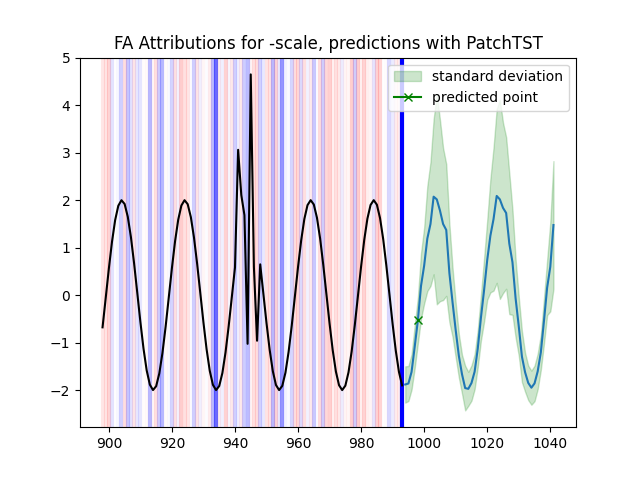 FA Attributions for -scale, predictions with PatchTST
standard deviation
predicted point
5
4
3
2
1
0
−1
−2
900 920 940 960 980 1000 1020 1040